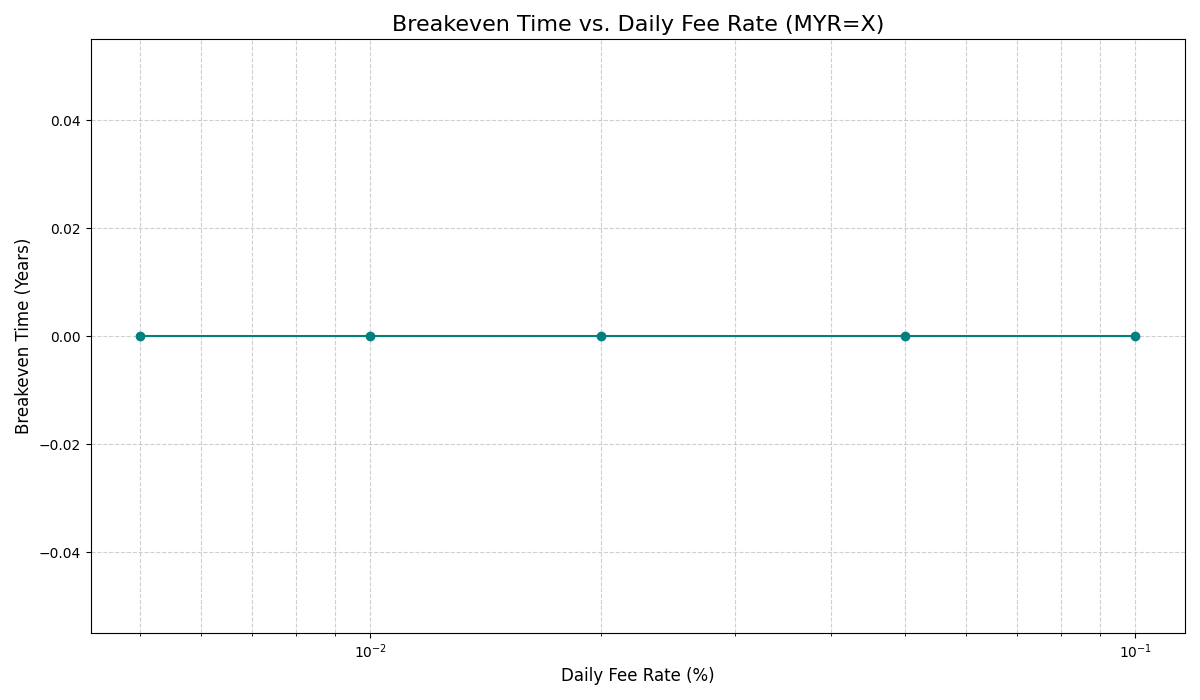 Breakeven Time vs. Daily Fee Rate (MYR=X)
Breakeven Time (Years)
0.04
0.02
0.00
−0.02
−0.04
10⁻² 10⁻¹
Daily Fee Rate (%)